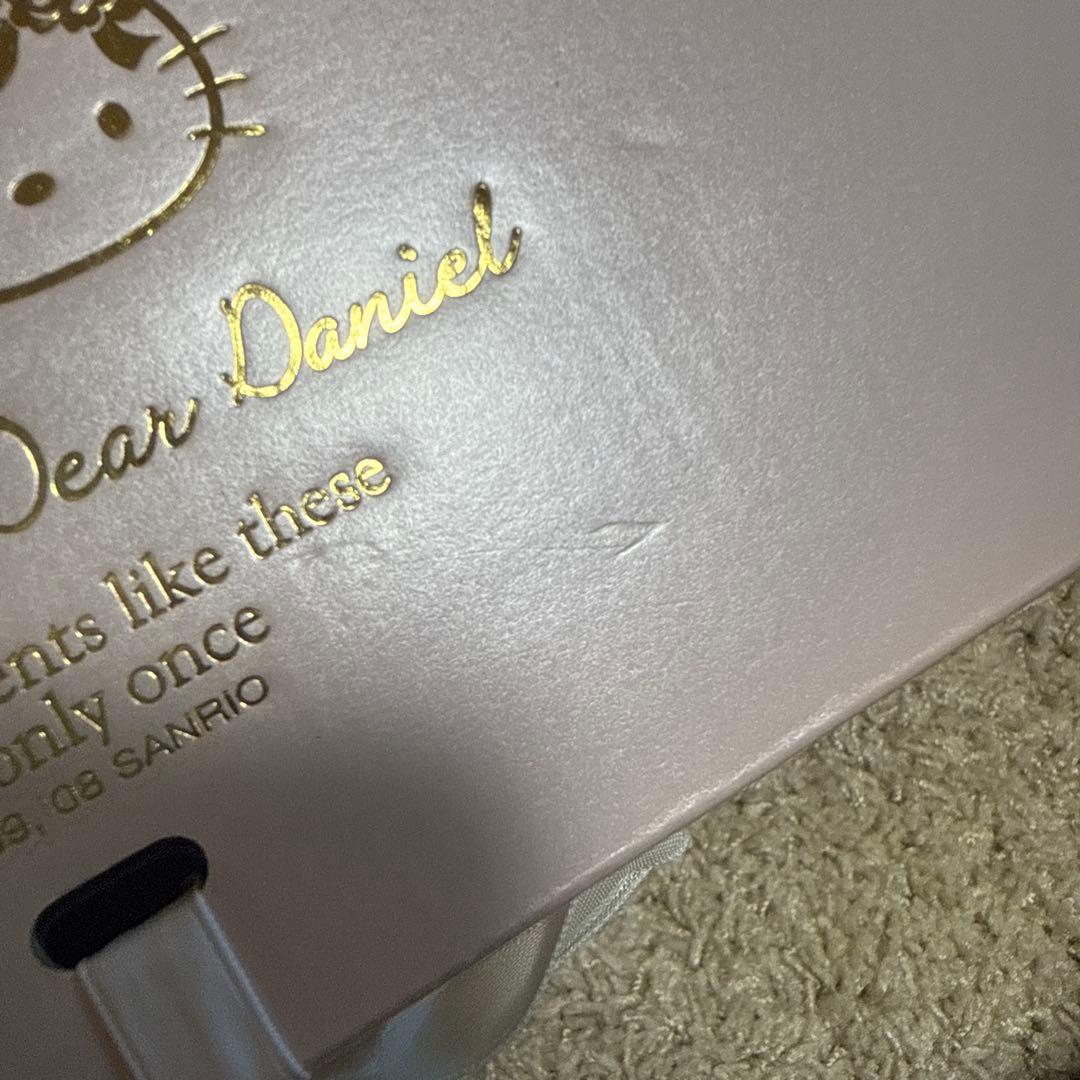 Dear Daniel
like these
only once
08 SANRIO